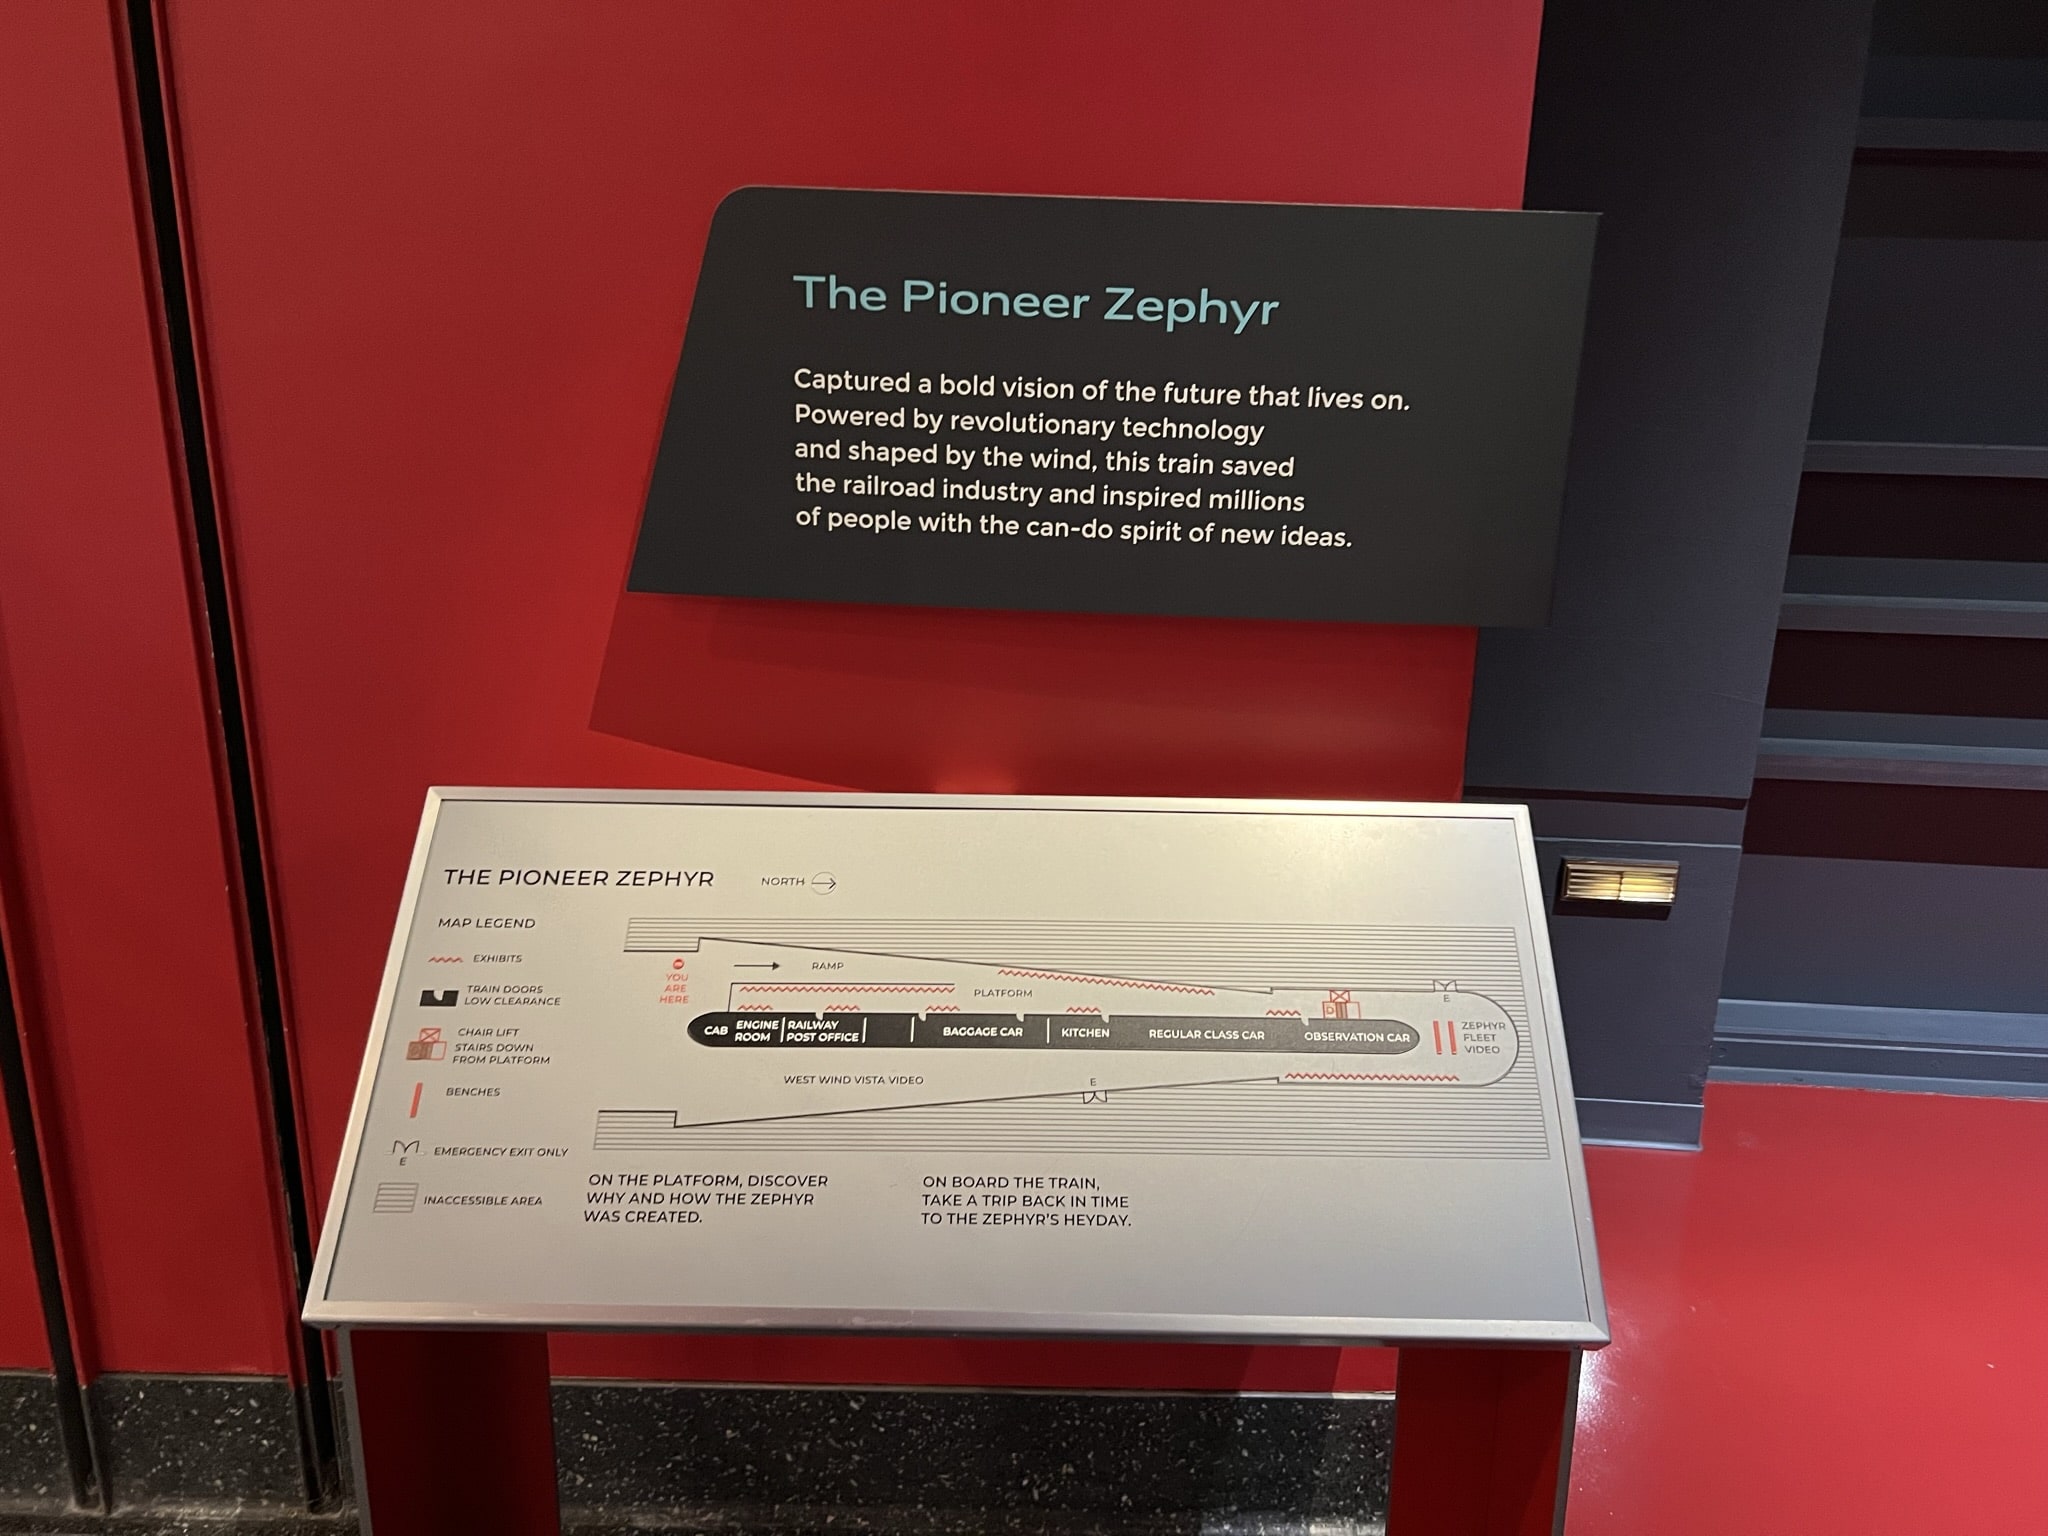 The Pioneer Zephyr
Captured a bold vision of the future that lives on.
Powered by revolutionary technology
and shaped by the wind, this train saved
the railroad industry and inspired millions
of people with the can-do spirit of new ideas.
THE PIONEER ZEPHYR
NORTH
MAP LEGEND
EXHIBITS
TRAIN DOORS
LOW CLEARANCE
CHAIR LIFT
STAIRS DOWN
FROM PLATFORM
BENCHES
E
EMERGENCY EXIT ONLY
INACCESSIBLE AREA
YOU
ARE
HERE
RAMP
PLATFORM
E
CAB
ENGINE
ROOM
RAILWAY
POST OFFICE
BAGGAGE CAR
KITCHEN
REGULAR CLASS CAR
OBSERVATION CAR
ZEPHYR
FLEET
VIDEO
WEST WIND VISTA VIDEO
E
ON THE PLATFORM, DISCOVER
WHY AND HOW THE ZEPHYR
WAS CREATED.
ON BOARD THE TRAIN,
TAKE A TRIP BACK IN TIME
TO THE ZEPHYR'S HEYDAY.